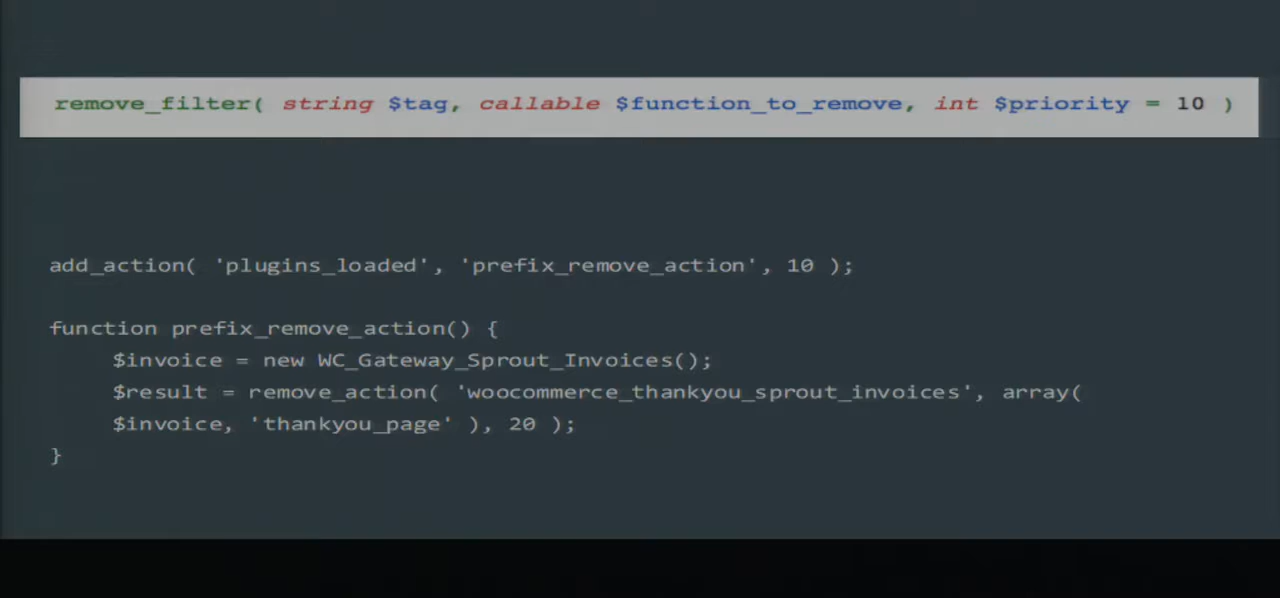 remove_filter( string $tag, callable $function_to_remove, int $priority = 10 )
add_action( 'plugins_loaded', 'prefix_remove_action', 10 );
function prefix_remove_action() {
$invoice = new WC_Gateway_Sprout_Invoices();
$result = remove_action( 'woocommerce_thankyou_sprout_invoices', array(
$invoice, 'thankyou_page' ), 20 );
}